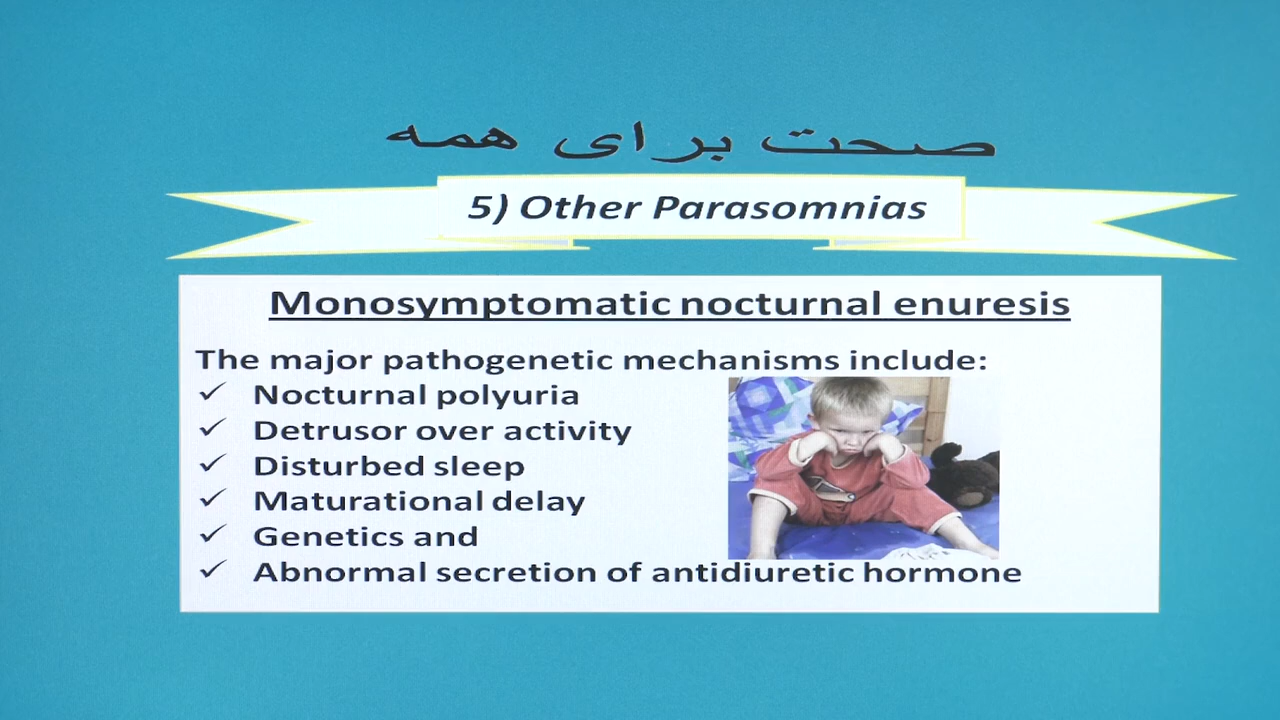 صحت برای همه
5) Other Parasomnias
Monosymptomatic nocturnal enuresis
The major pathogenetic mechanisms include:
✓ Nocturnal polyuria
✓ Detrusor over activity
✓ Disturbed sleep
✓ Maturational delay
✓ Genetics and
✓ Abnormal secretion of antidiuretic hormone